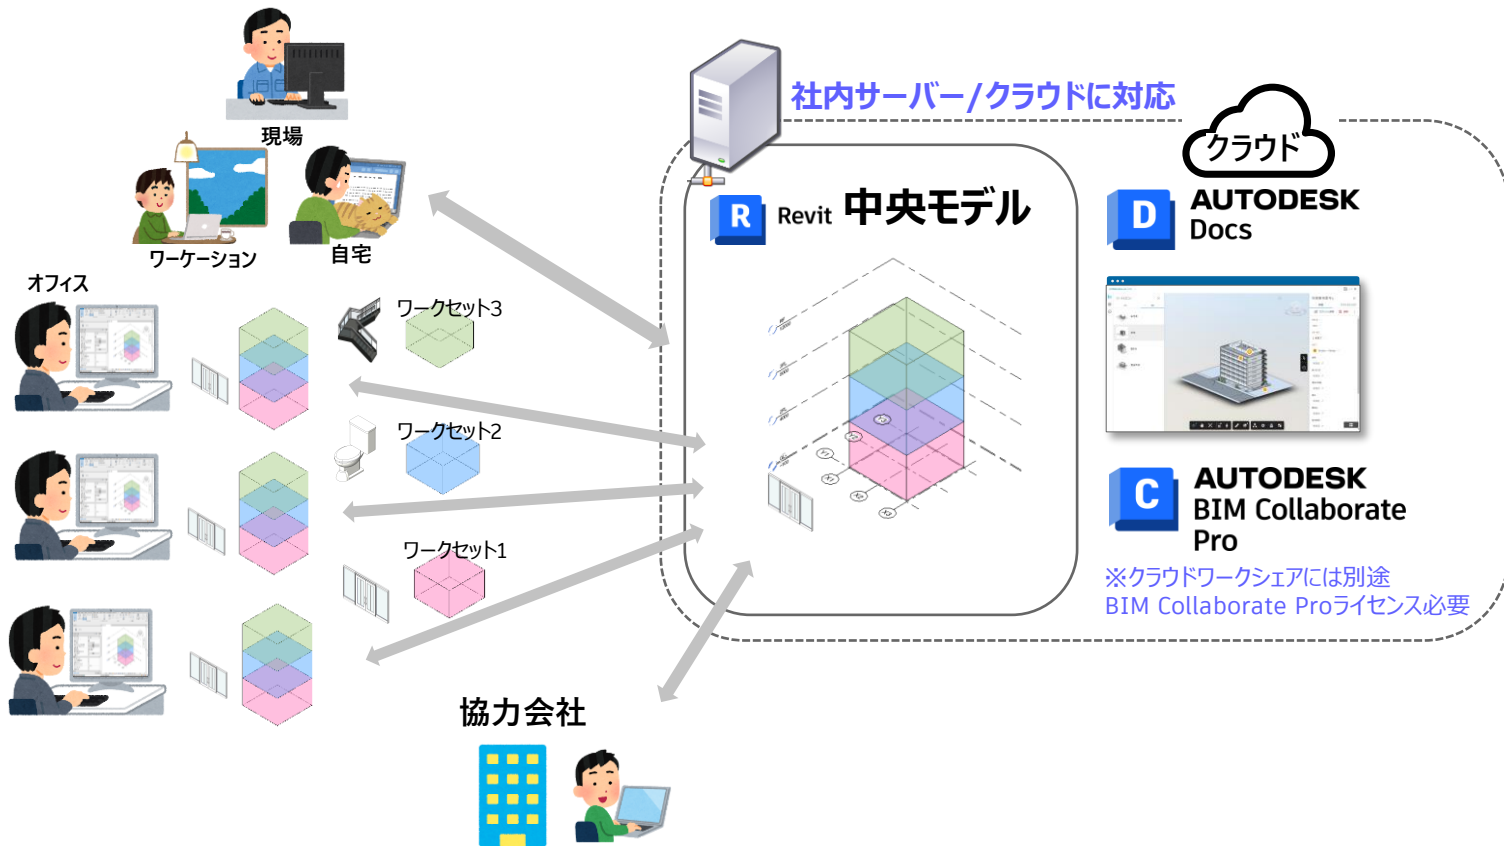 現場
ワーケーション
自宅
オフィス
ワークセット3
ワークセット2
ワークセット1
協力会社
社内サーバー/クラウドに対応
R Revit 中央モデル
X1
X2
X3
クラウド
D AUTODESK
Docs
C AUTODESK
BIM Collaborate
Pro
※クラウドワークシェアには別途
BIM Collaborate Proライセンス必要